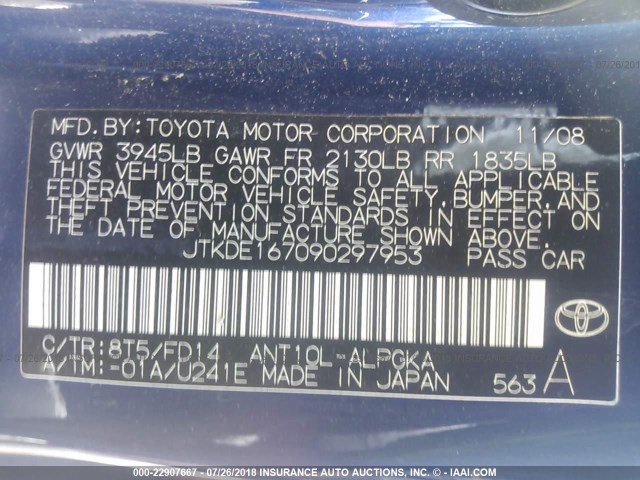 MFD.BY:TOYOTA MOTOR CORPORATION 11/08
GVWR 3945LB GAWR FR 2130LB RR 1835LB
THIS VEHICLE CONFORMS TO ALL APPLICABLE
FEDERAL MOTOR VEHICLE SAFETY,BUMPER,AND
THEFT PREVENTION STANDARDS IN EFFECT ON
THE DATE OF MANUFACTURE SHOWN ABOVE.
JTKDE167090297953 PASS CAR
C/TR:8T5/FD14 ANT10L-ALPGKA
A/TM:-01A/U241E MADE IN JAPAN 563 A
000-22907667 - 07/26/2018 - INSURANCE AUTO AUCTIONS, INC. - © - IAAI.COM